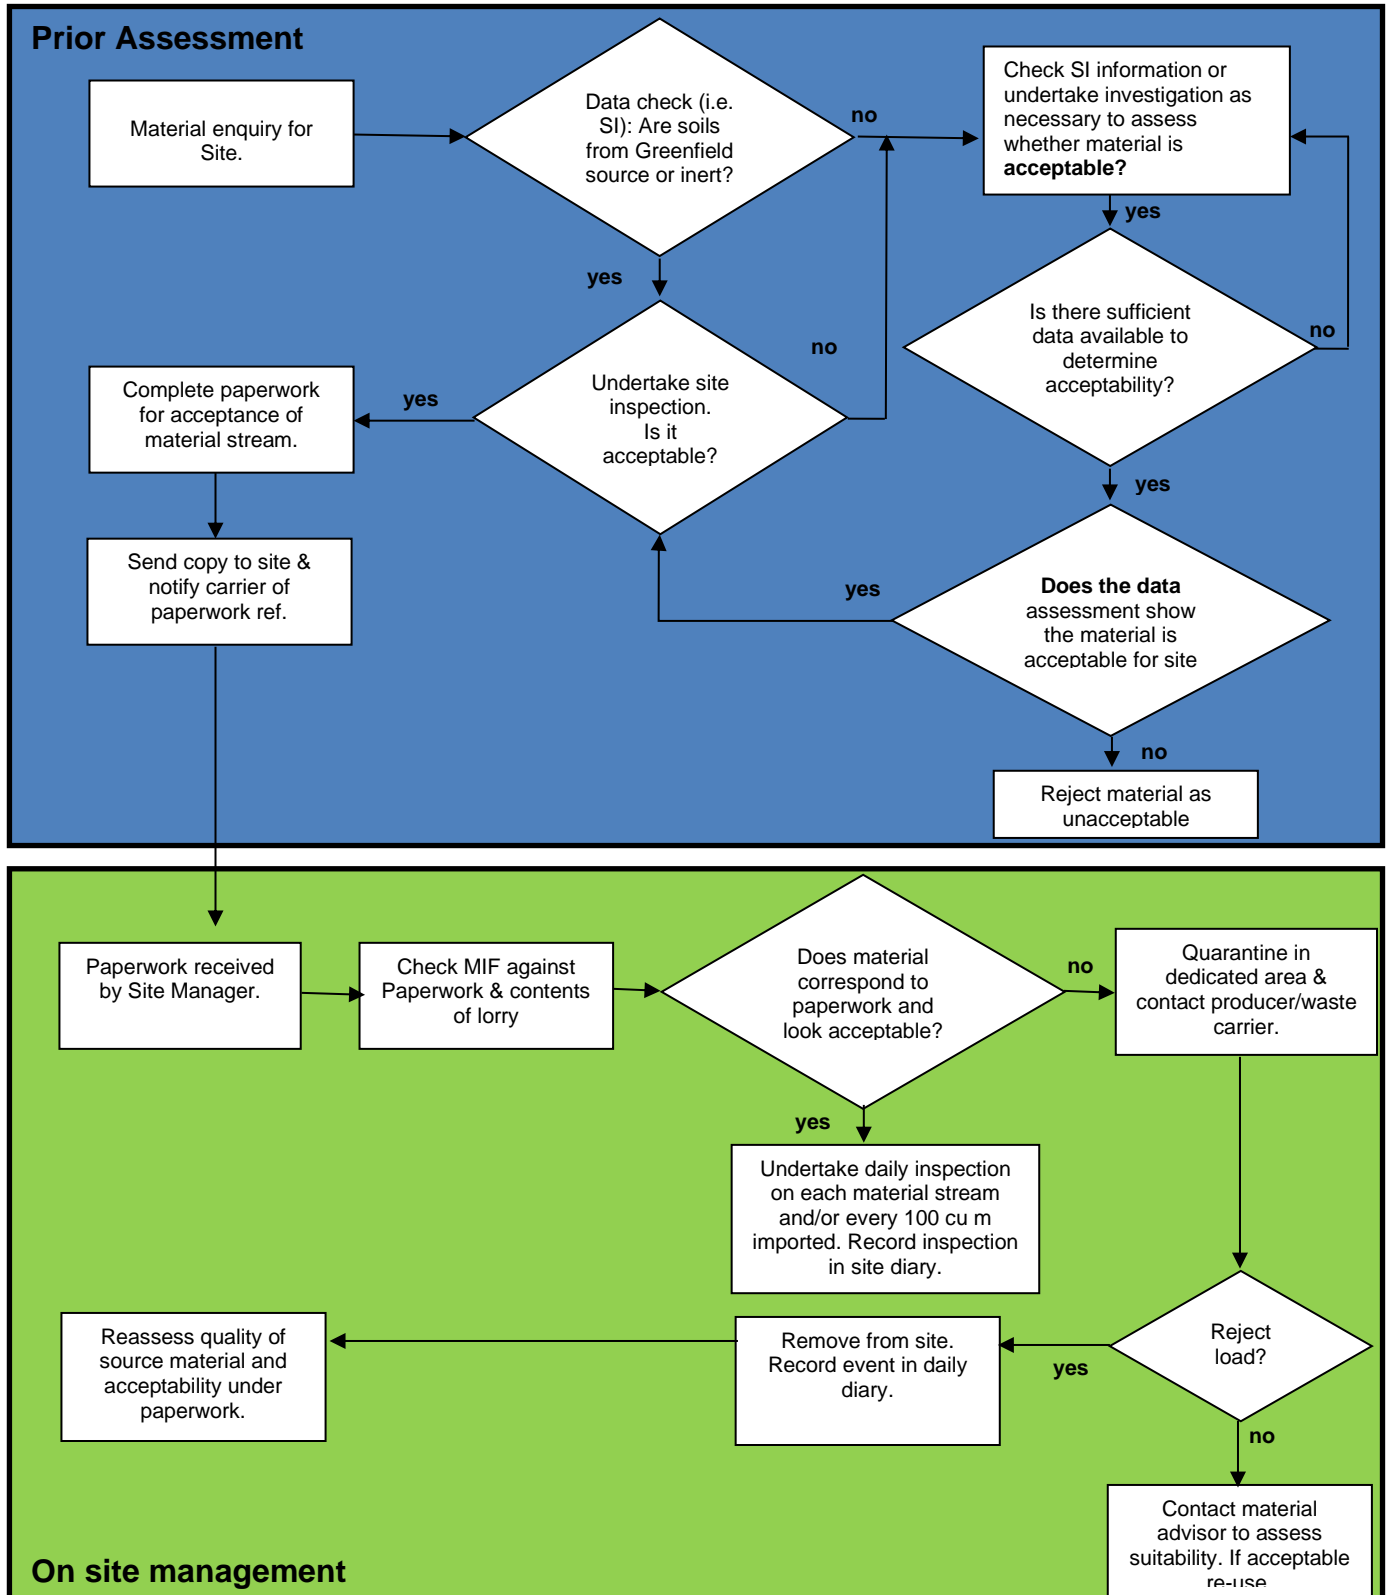 Prior Assessment
Material enquiry for
Site.
Data check (i.e.
SI): Are soils
from Greenfield
source or inert?
no
Check SI information or
undertake investigation as
necessary to assess
whether material is
acceptable?
yes
yes
Is there sufficient
data available to
determine
acceptability?
no
no
Undertake site
inspection.
Is it
acceptable?
yes
Complete paperwork
for acceptance of
material stream.
yes
Send copy to site &
notify carrier of
paperwork ref.
yes
Does the data
assessment show
the material is
acceptable for site
no
Reject material as
unacceptable
Paperwork received
by Site Manager.
Check MIF against
Paperwork & contents
of lorry
Does material
correspond to
paperwork and
look acceptable?
no
Quarantine in
dedicated area &
contact producer/waste
carrier.
yes
Undertake daily inspection
on each material stream
and/or every 100 cu m
imported. Record inspection
in site diary.
Reject
load?
yes
Remove from site.
Record event in daily
diary.
Reassess quality of
source material and
acceptability under
paperwork.
no
Contact material
advisor to assess
suitability. If acceptable
re-use
On site management